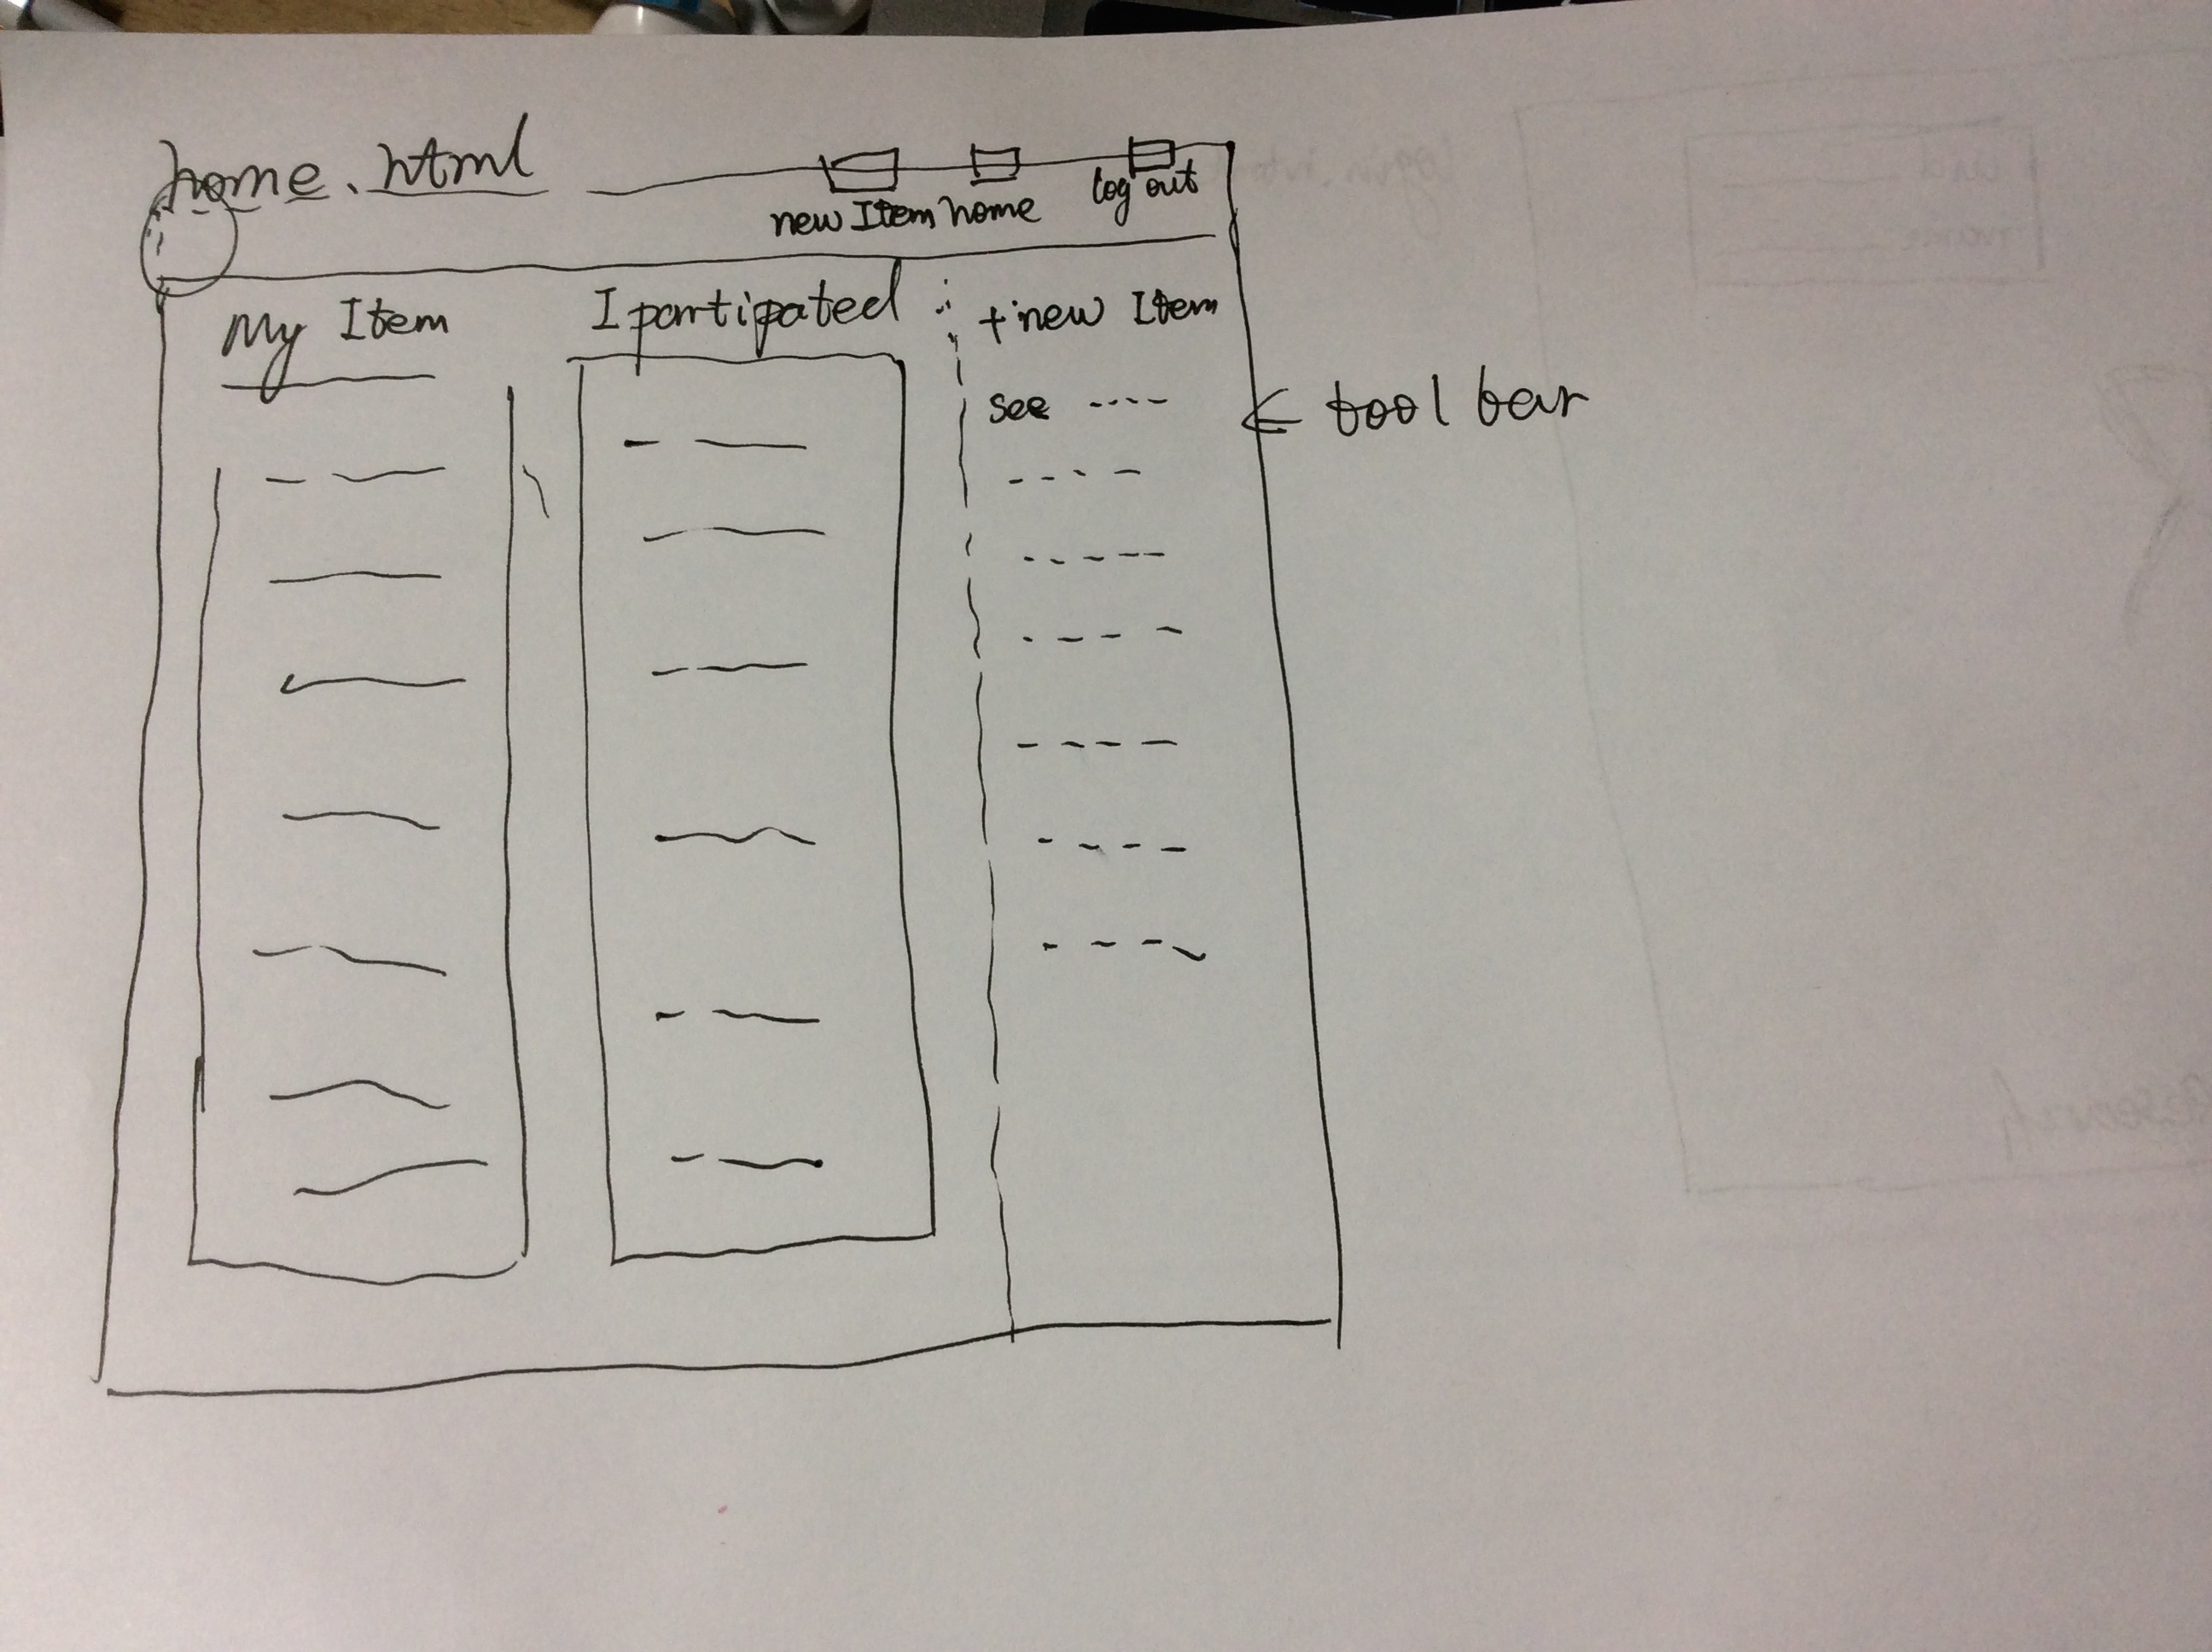 home.html
new Item home log out
My Item
I partipated
+ new Item
see ----
tool bar